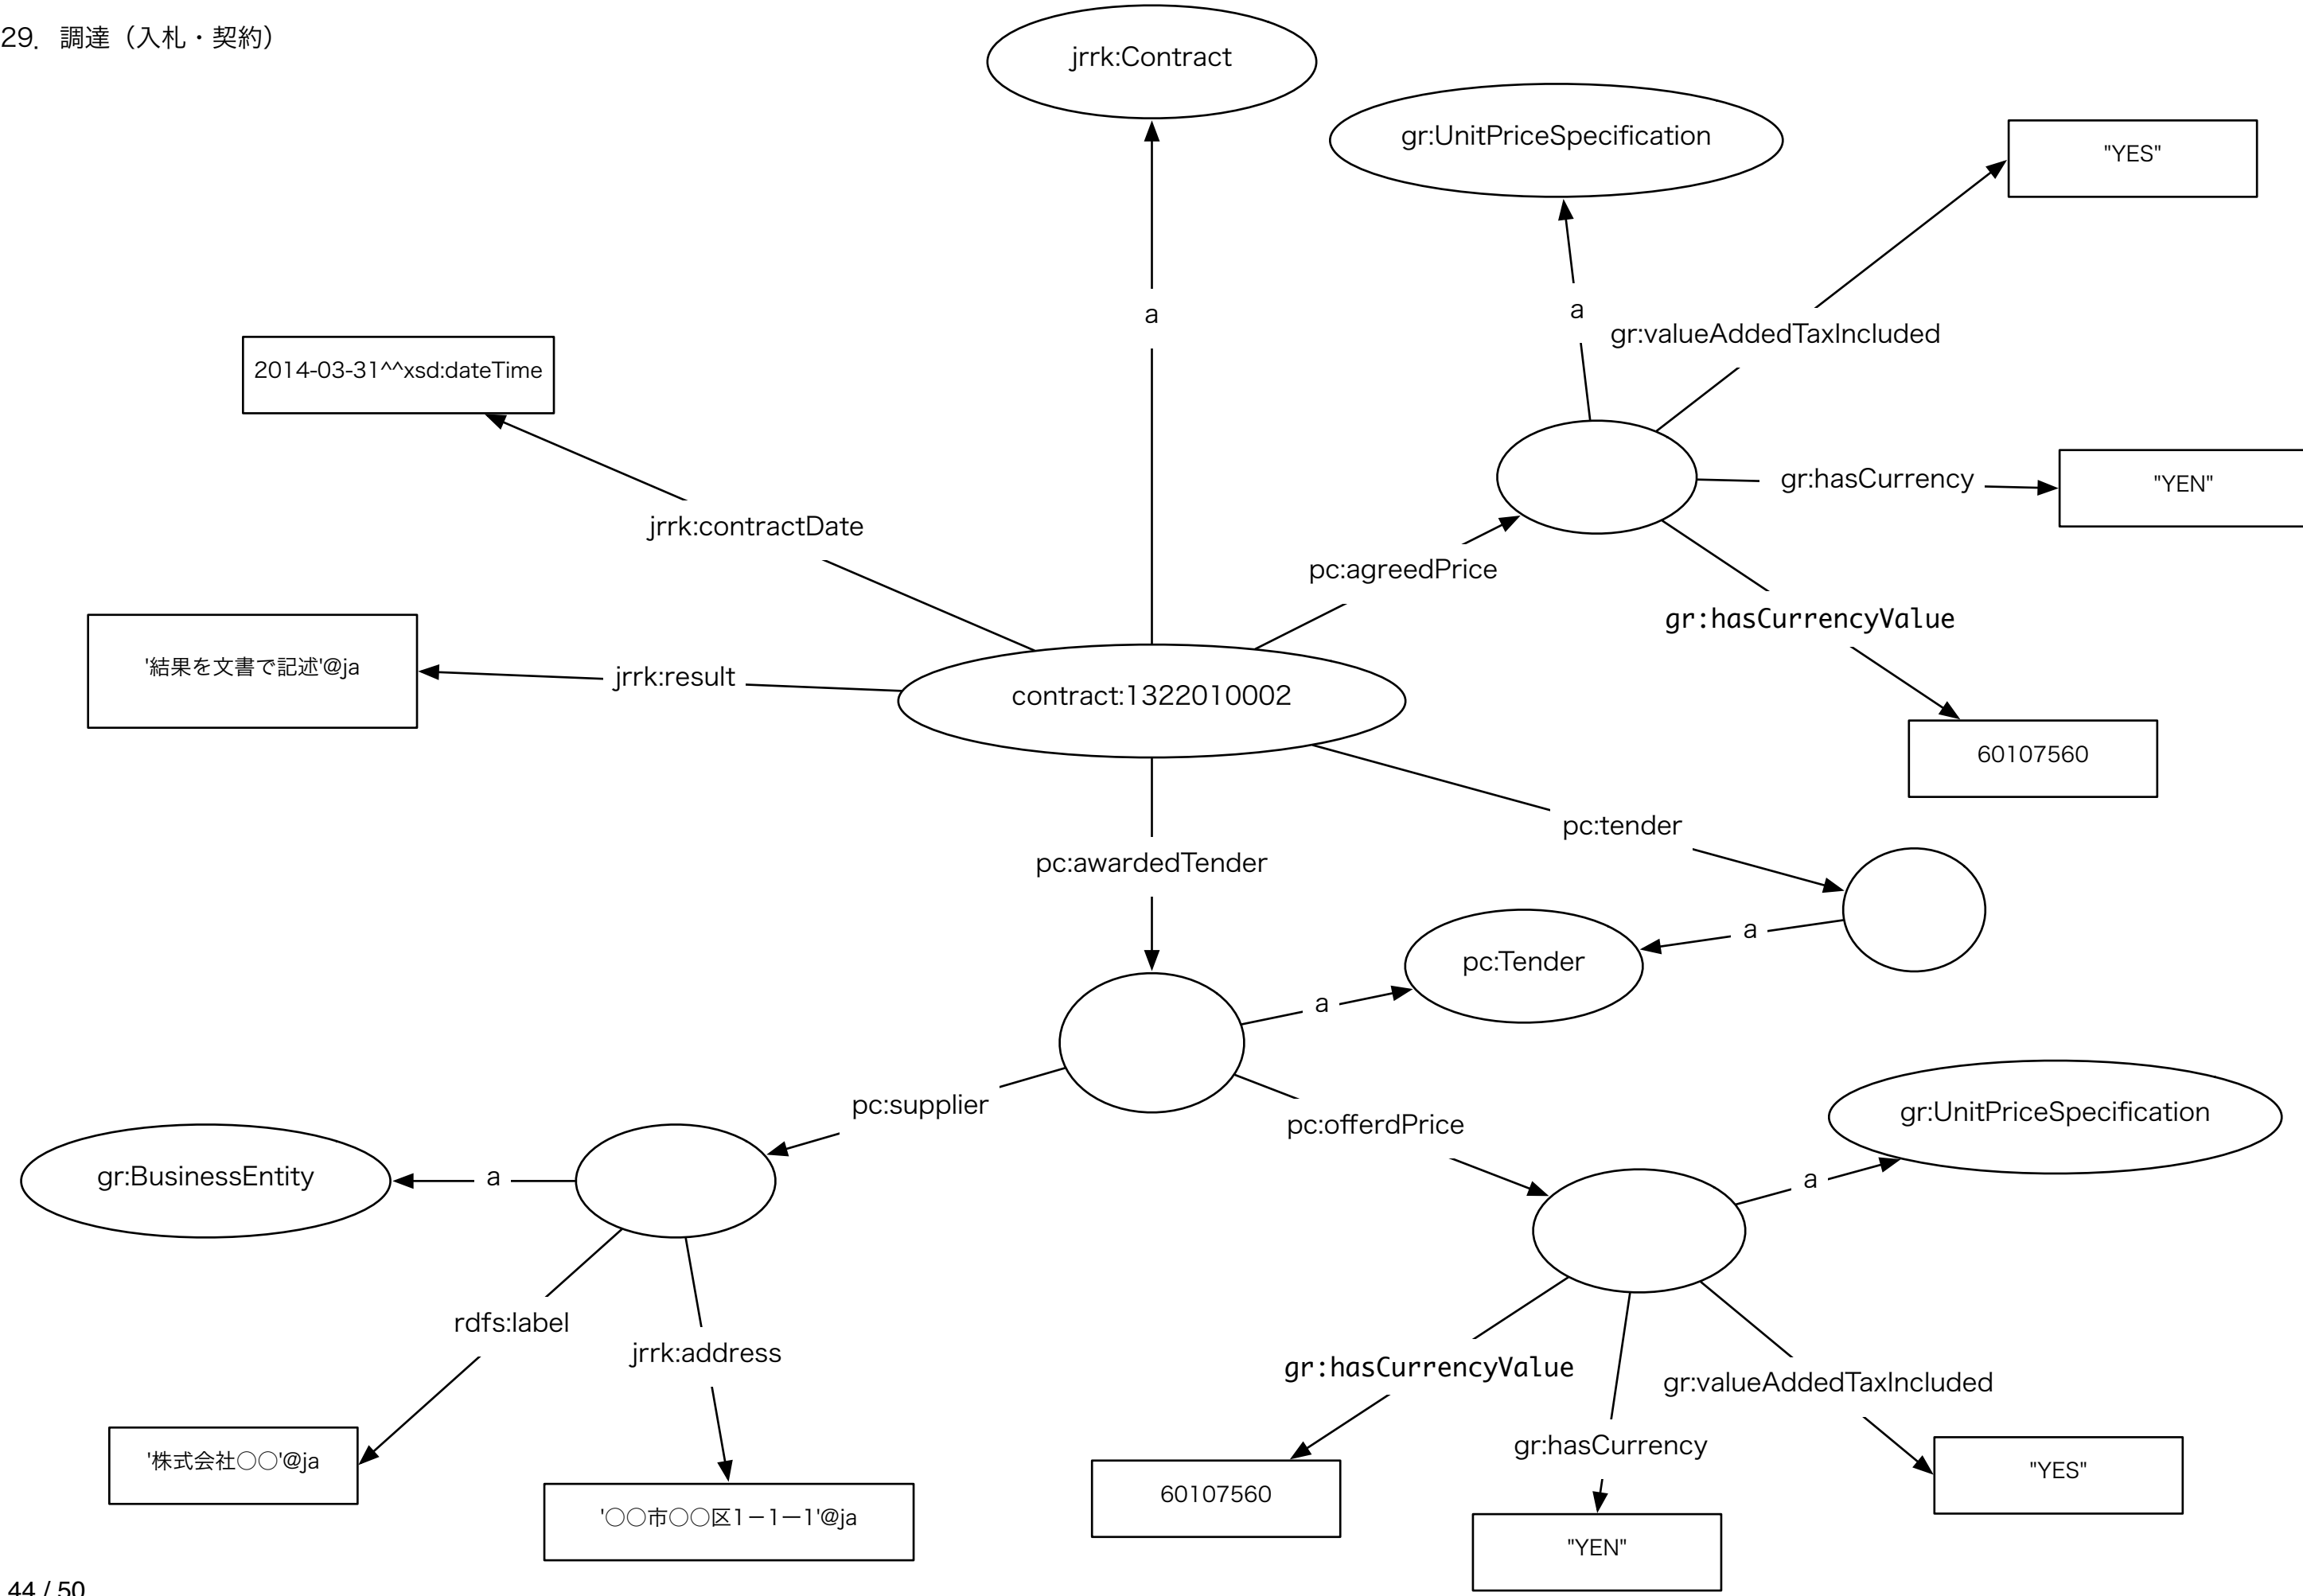 29．調達（入札・契約）
jrrk:Contract
gr:UnitPriceSpecification
"YES"
a
a
gr:valueAddedTaxIncluded
2014-03-31^^xsd:dateTime
gr:hasCurrency
"YEN"
jrrk:contractDate
pc:agreedPrice
gr:hasCurrencyValue
'結果を文書で記述'@ja
jrrk:result
contract:1322010002
60107560
pc:tender
pc:awardedTender
a
pc:Tender
a
pc:supplier
pc:offerdPrice
gr:UnitPriceSpecification
gr:BusinessEntity
a
a
rdfs:label
jrrk:address
gr:hasCurrencyValue
gr:valueAddedTaxIncluded
gr:hasCurrency
'株式会社○○'@ja
"YES"
60107560
'○○市○○区1－1ー1'@ja
"YEN"
44 / 50